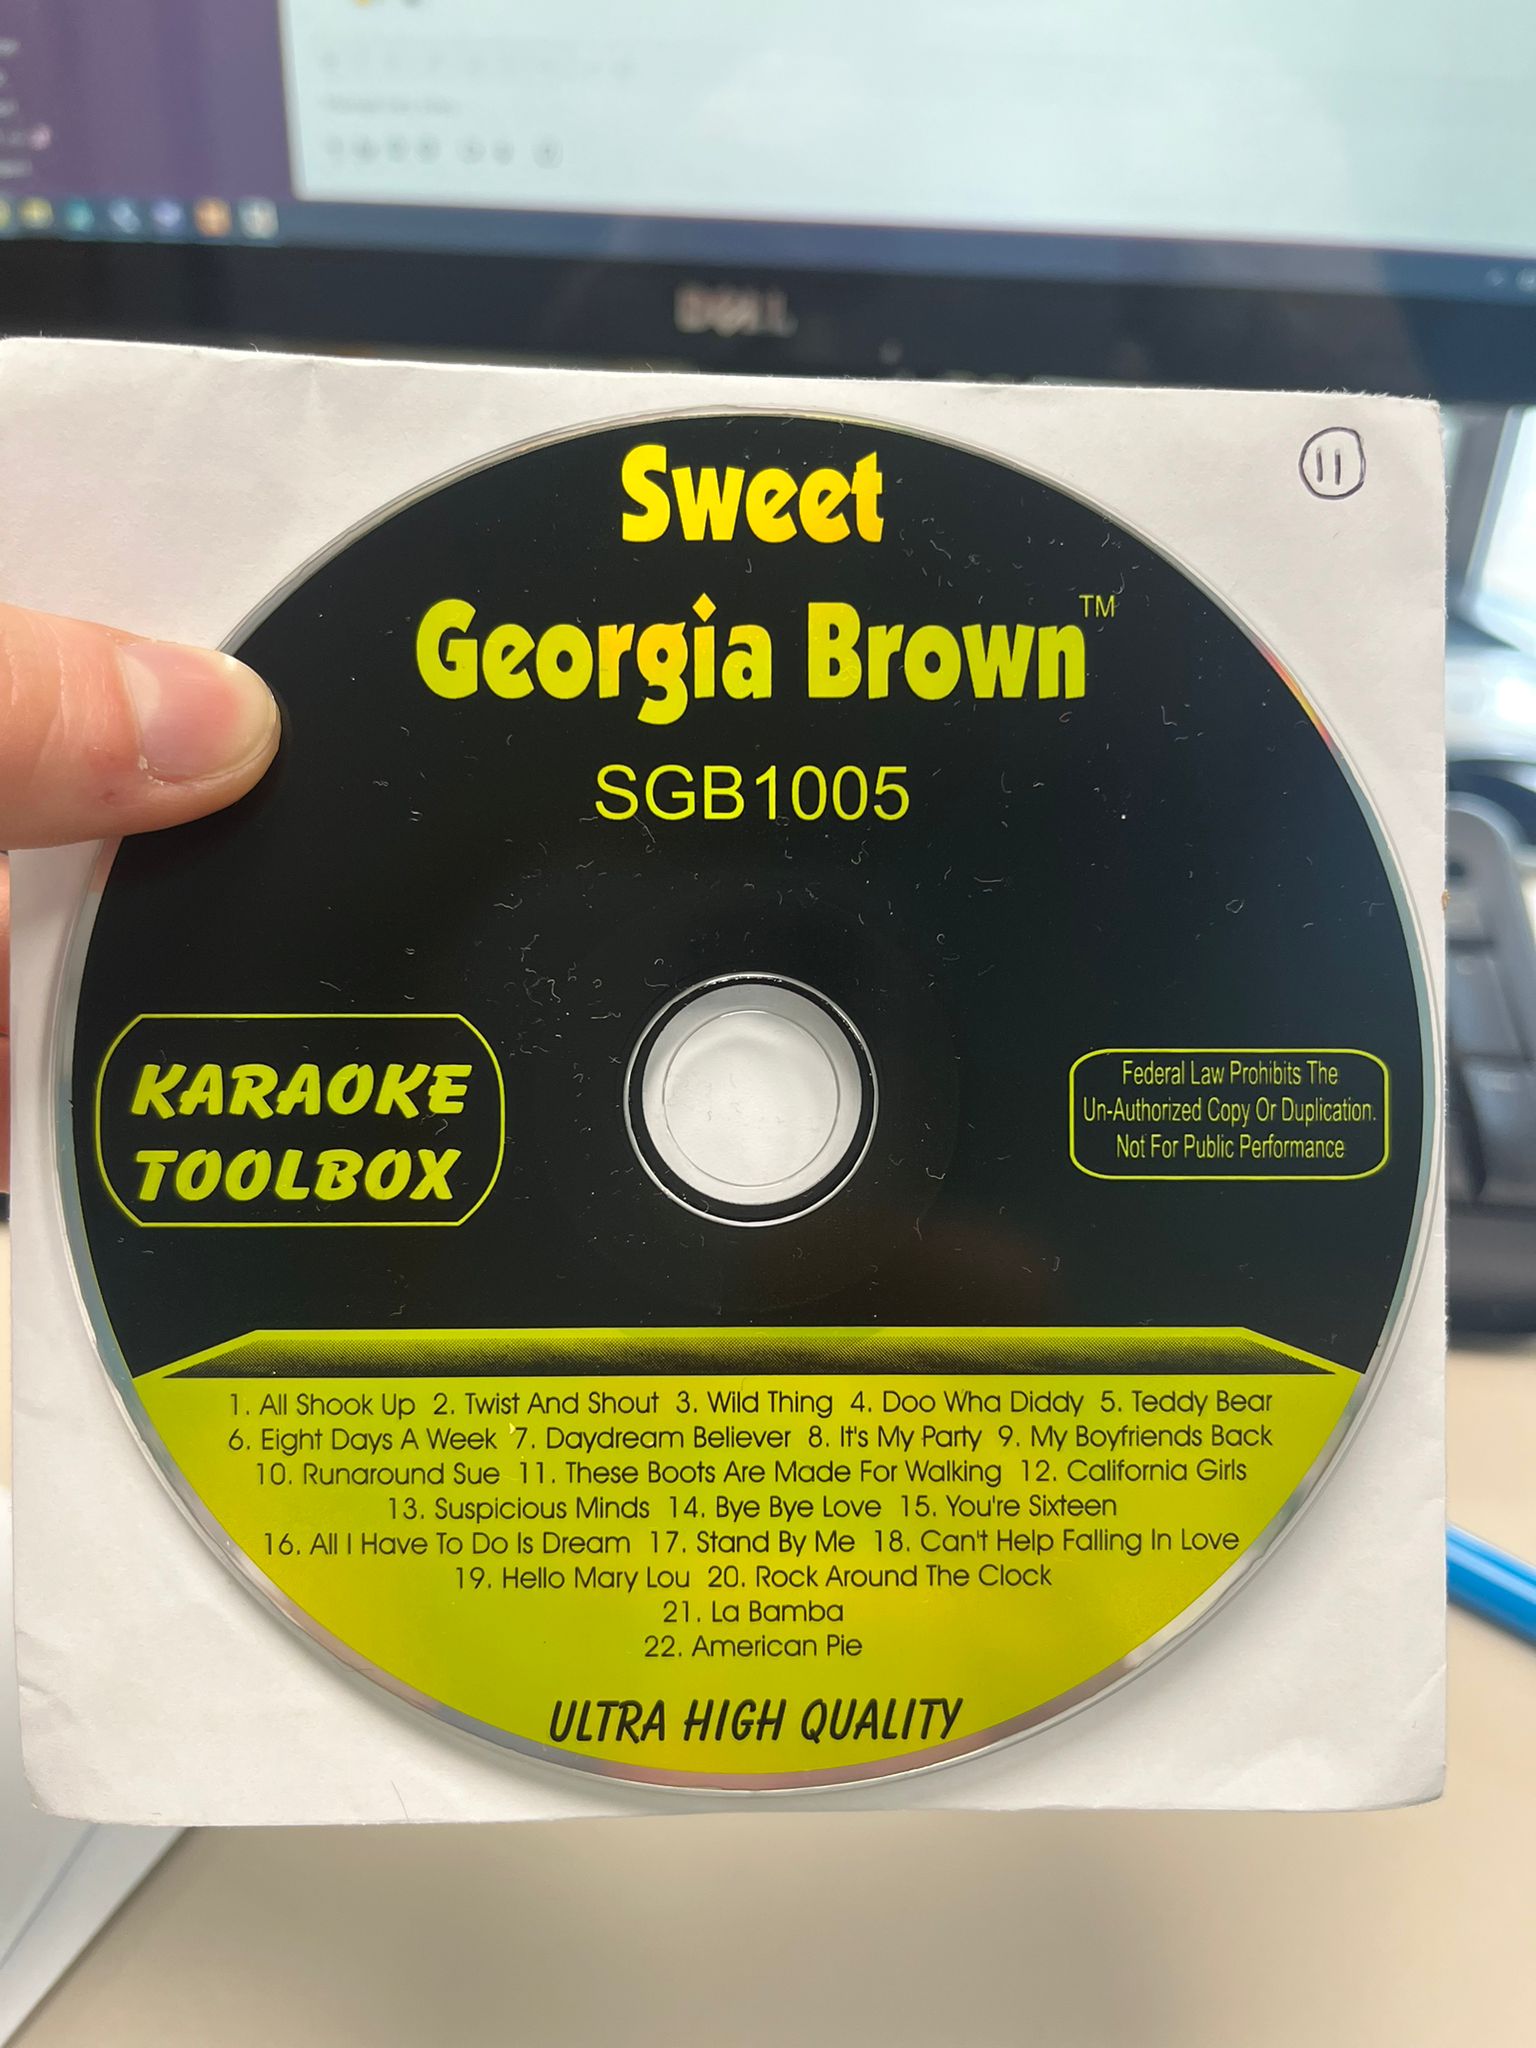 DELL
11
Sweet
Georgia Brown™
SGB1005
KARAOKE
TOOLBOX
Federal Law Prohibits The
Un-Authorized Copy Or Duplication.
Not For Public Performance
1. All Shook Up 2. Twist And Shout 3. Wild Thing 4. Doo Wha Diddy 5. Teddy Bear
6. Eight Days A Week 7. Daydream Believer 8. It's My Party 9. My Boyfriends Back
10. Runaround Sue 11. These Boots Are Made For Walking 12. California Girls
13. Suspicious Minds 14. Bye Bye Love 15. You're Sixteen
16. All I Have To Do Is Dream 17. Stand By Me 18. Can't Help Falling In Love
19. Hello Mary Lou 20. Rock Around The Clock
21. La Bamba
22. American Pie
ULTRA HIGH QUALITY